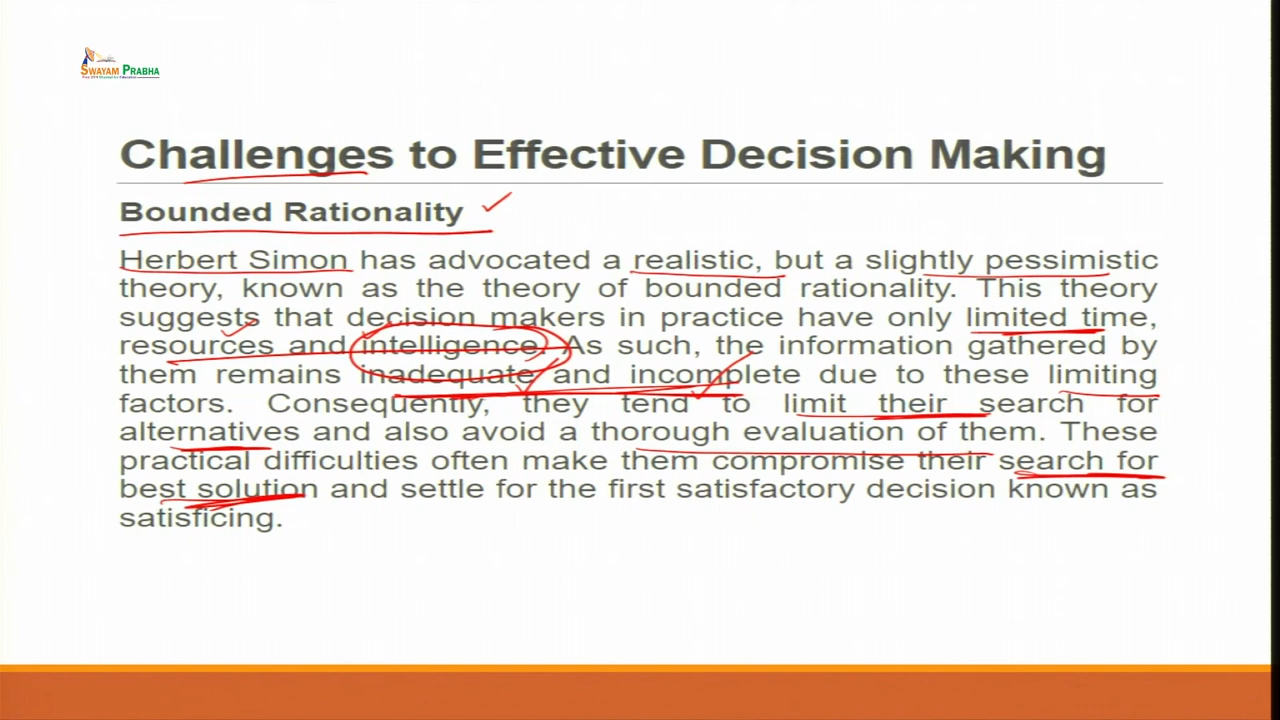 SWAYAM PRABHA
Challenges to Effective Decision Making
Bounded Rationality
Herbert Simon has advocated a realistic, but a slightly pessimistic
theory, known as the theory of bounded rationality. This theory
suggests that decision makers in practice have only limited time,
resources and intelligence. As such, the information gathered by
them remains inadequate and incomplete due to these limiting
factors. Consequently, they tend to limit their search for
alternatives and also avoid a thorough evaluation of them. These
practical difficulties often make them compromise their search for
best solution and settle for the first satisfactory decision known as
satisficing.